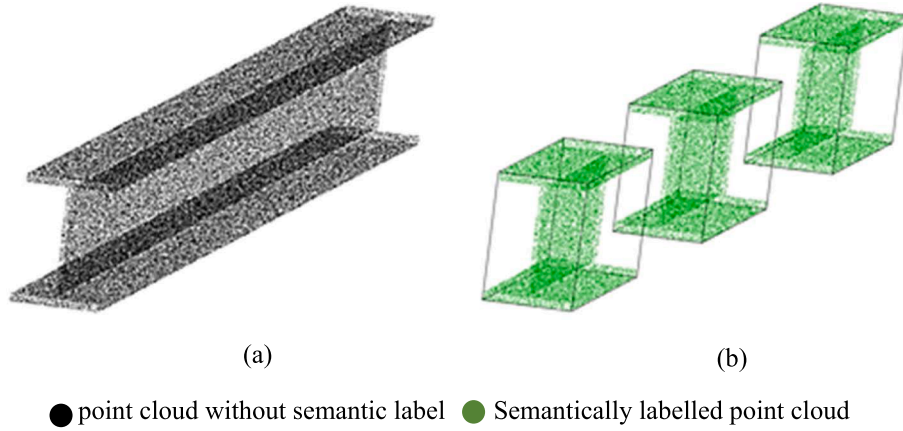 (a)
(b)
point cloud without semantic label
Semantically labelled point cloud